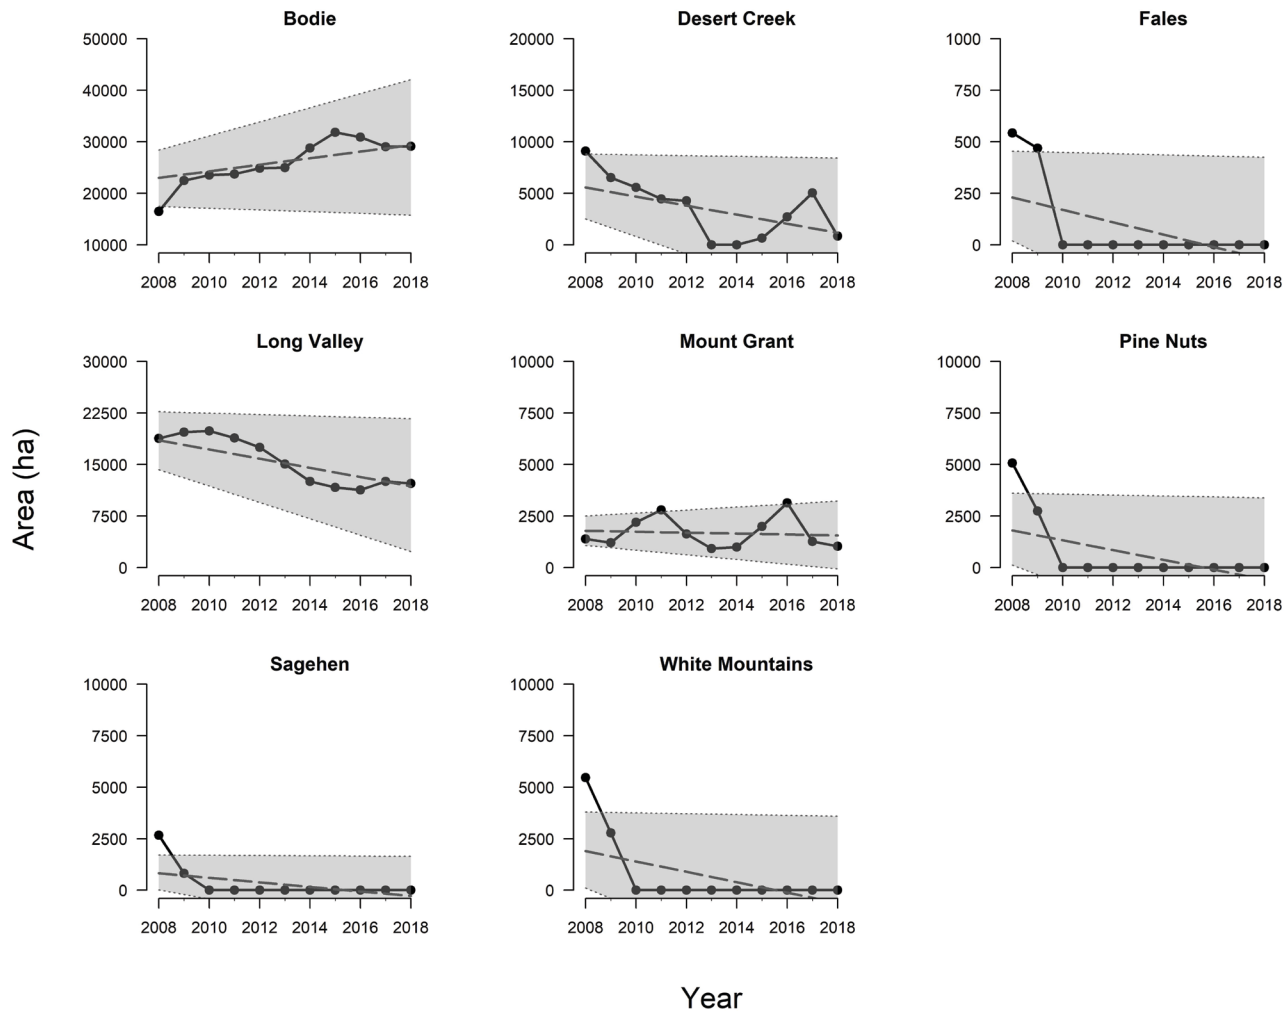 Bodie
50000
40000
30000
20000
10000
2008 2010 2012 2014 2016 2018
Desert Creek
20000
15000
10000
5000
0
2008 2010 2012 2014 2016 2018
Fales
1000
750
500
250
0
2008 2010 2012 2014 2016 2018
Area (ha)
Long Valley
30000
22500
15000
7500
0
2008 2010 2012 2014 2016 2018
Mount Grant
10000
7500
5000
2500
0
2008 2010 2012 2014 2016 2018
Pine Nuts
10000
7500
5000
2500
0
2008 2010 2012 2014 2016 2018
Sagehen
10000
7500
5000
2500
0
2008 2010 2012 2014 2016 2018
White Mountains
10000
7500
5000
2500
0
2008 2010 2012 2014 2016 2018
Year